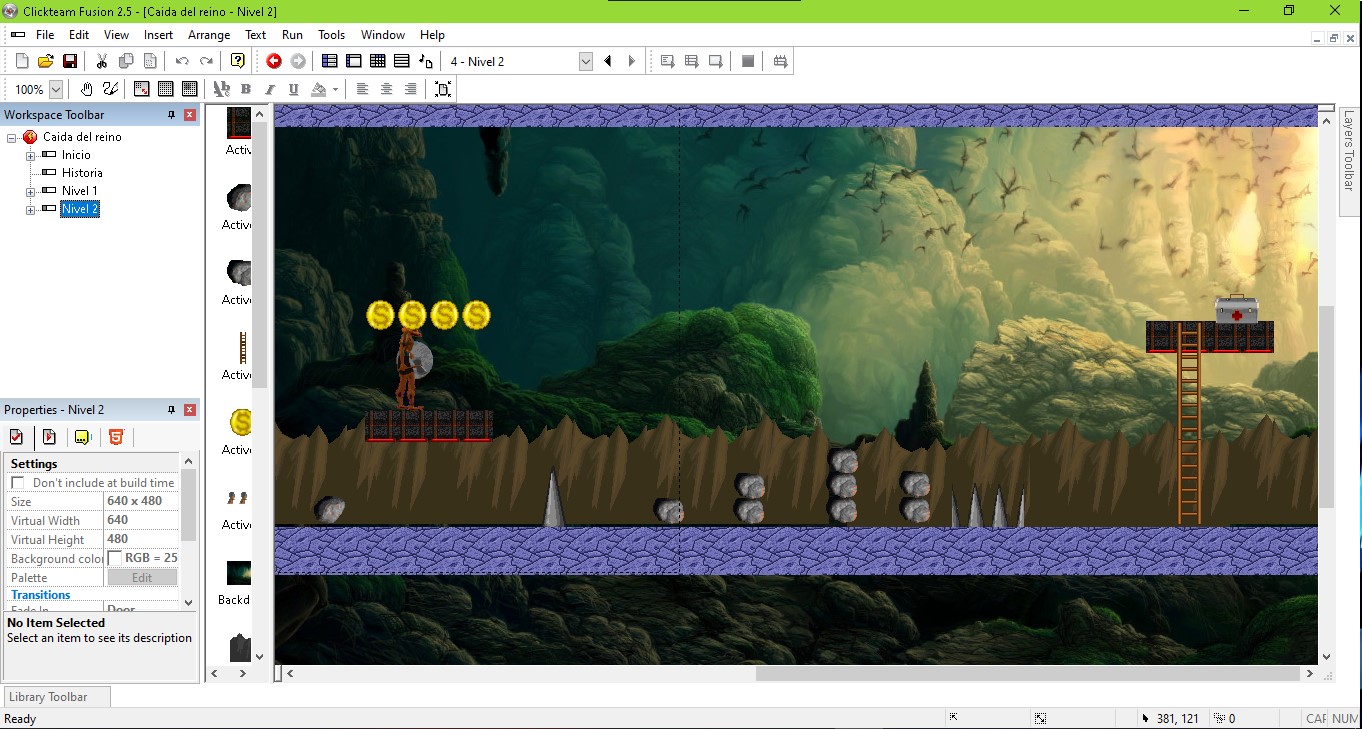 Clickteam Fusion 2.5 - [Caida del reino - Nivel 2]
File Edit View Insert Arrange Text Run Tools Window Help
4 - Nivel 2
100%
B I U
Workspace Toolbar
Caida del reino
Inicio
Historia
Nivel 1
Nivel 2
Properties - Nivel 2
Settings
Don't include at build time
Size 640 x 480
Virtual Width 640
Virtual Height 480
Background color RGB = 25
Palette Edit
Transitions
Fade In Door
No Item Selected
Select an item to see its description
Activ
Active
Active
Active
Active
Active
Backd
Layers Toolbar
Library Toolbar
Ready 381, 121 0 CAP NUM